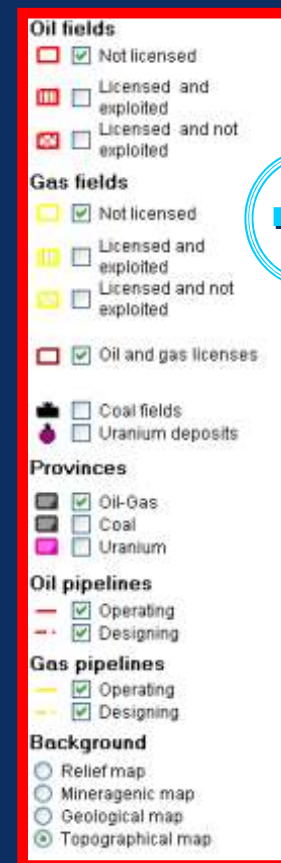 Oil fields
Not licensed
Licensed and
exploited
Licensed and not
exploited
Gas fields
Not licensed
Licensed and
exploited
Licensed and not
exploited
Oil and gas licenses
Coal fields
Uranium deposits
Provinces
Oil-Gas
Coal
Uranium
Oil pipelines
Operating
Designing
Gas pipelines
Operating
Designing
Background
Relief map
Mineragenic map
Geological map
Topographical map